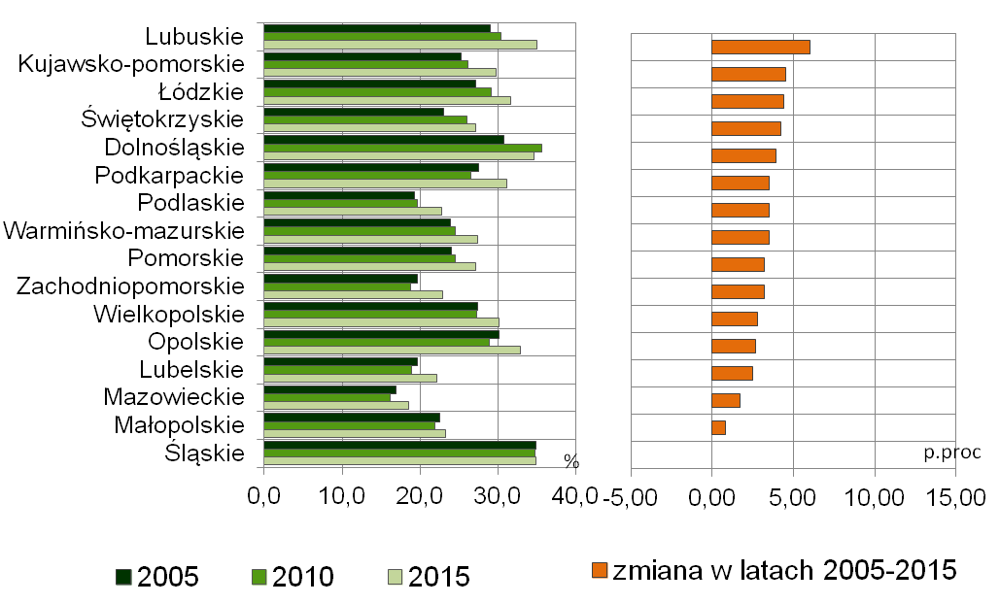 Lubuskie
Kujawsko-pomorskie
Łódzkie
Świętokrzyskie
Dolnośląskie
Podkarpackie
Podlaskie
Warmińsko-mazurskie
Pomorskie
Zachodniopomorskie
Wielkopolskie
Opolskie
Lubelskie
Mazowieckie
Małopolskie
Śląskie
%
p.proc
0,0 10,0 20,0 30,0 40,0
-5,00 0,00 5,00 10,00 15,00
2005 2010 2015
zmiana w latach 2005-2015